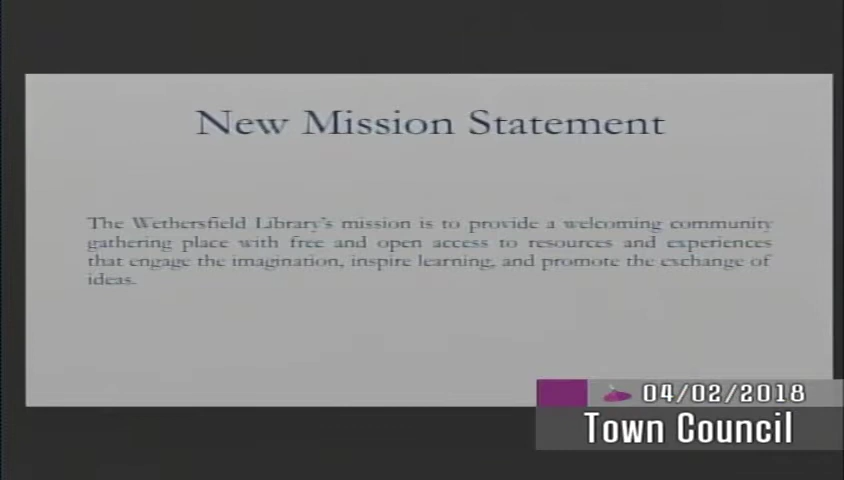 New Mission Statement
The Wethersfield Library's mission is to provide a welcoming community
gathering place with free and open access to resources and experiences
that engage the imagination, inspire learning, and promote the exchange of
ideas.
04/02/2018
Town Council